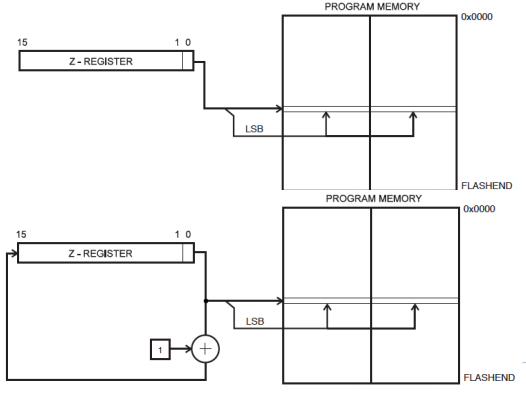 PROGRAM MEMORY
0x0000
15 1 0
Z - REGISTER
LSB
FLASHEND
PROGRAM MEMORY
0x0000
15 1 0
Z - REGISTER
LSB
1
+
FLASHEND